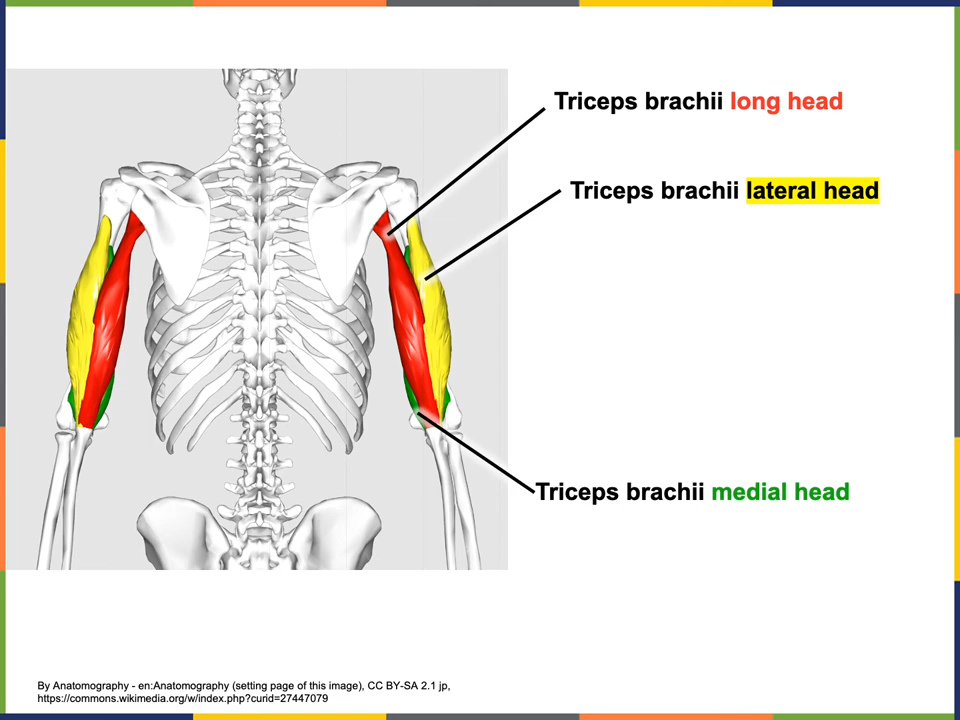 Triceps brachii long head
Triceps brachii lateral head
Triceps brachii medial head
By Anatomography - en:Anatomography (setting page of this image), CC BY-SA 2.1 jp,
https://commons.wikimedia.org/w/index.php?curid=27447079